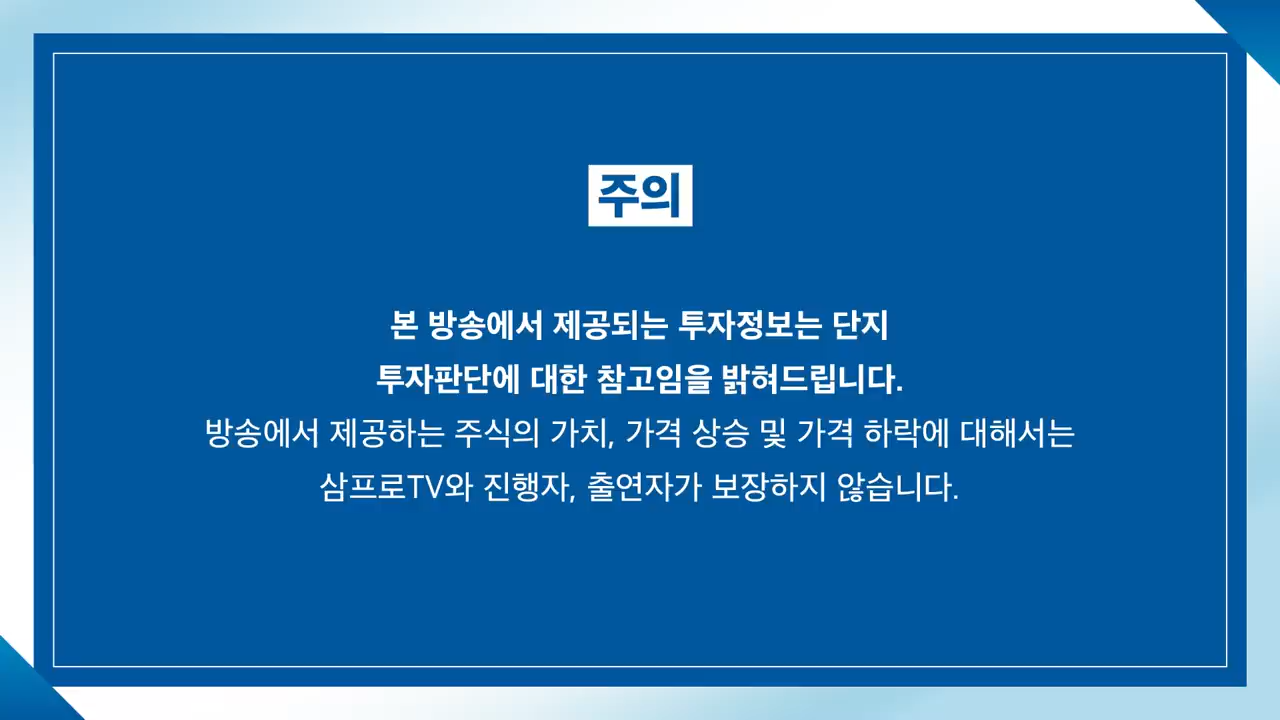 주의
본 방송에서 제공되는 투자정보는 단지
투자판단에 대한 참고임을 밝혀드립니다.
방송에서 제공하는 주식의 가치, 가격 상승 및 가격 하락에 대해서는
삼프로TV와 진행자, 출연자가 보장하지 않습니다.